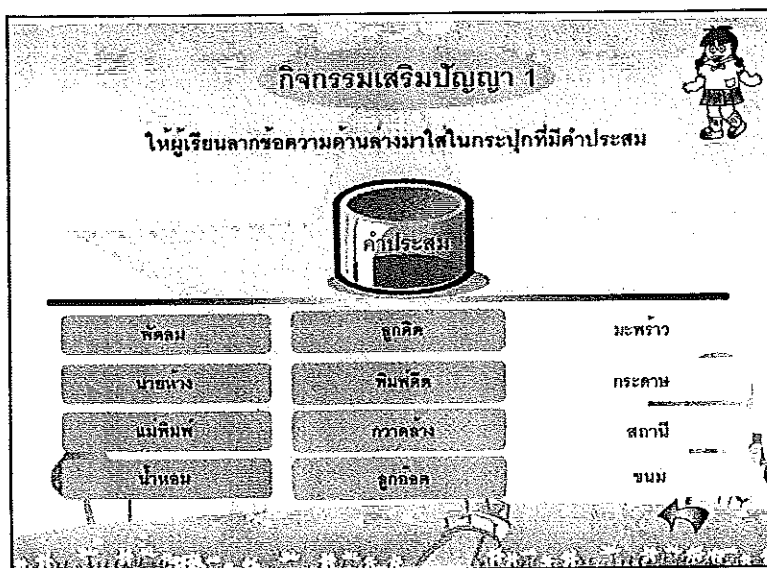 กิจกรรมเสริมปัญญา 1
ให้ผู้เรียนลากข้อความด้านล่างมาใส่ในกระปุกที่มีคำประสม
คำประสม
พัดลม ลูกคิด มะพร้าว
นายห้าง พิมพ์ดีด กระดาษ
แม่พิมพ์ กวาดล้าง สถานี
น้ำหอม ลูกอ๊อด ขนม